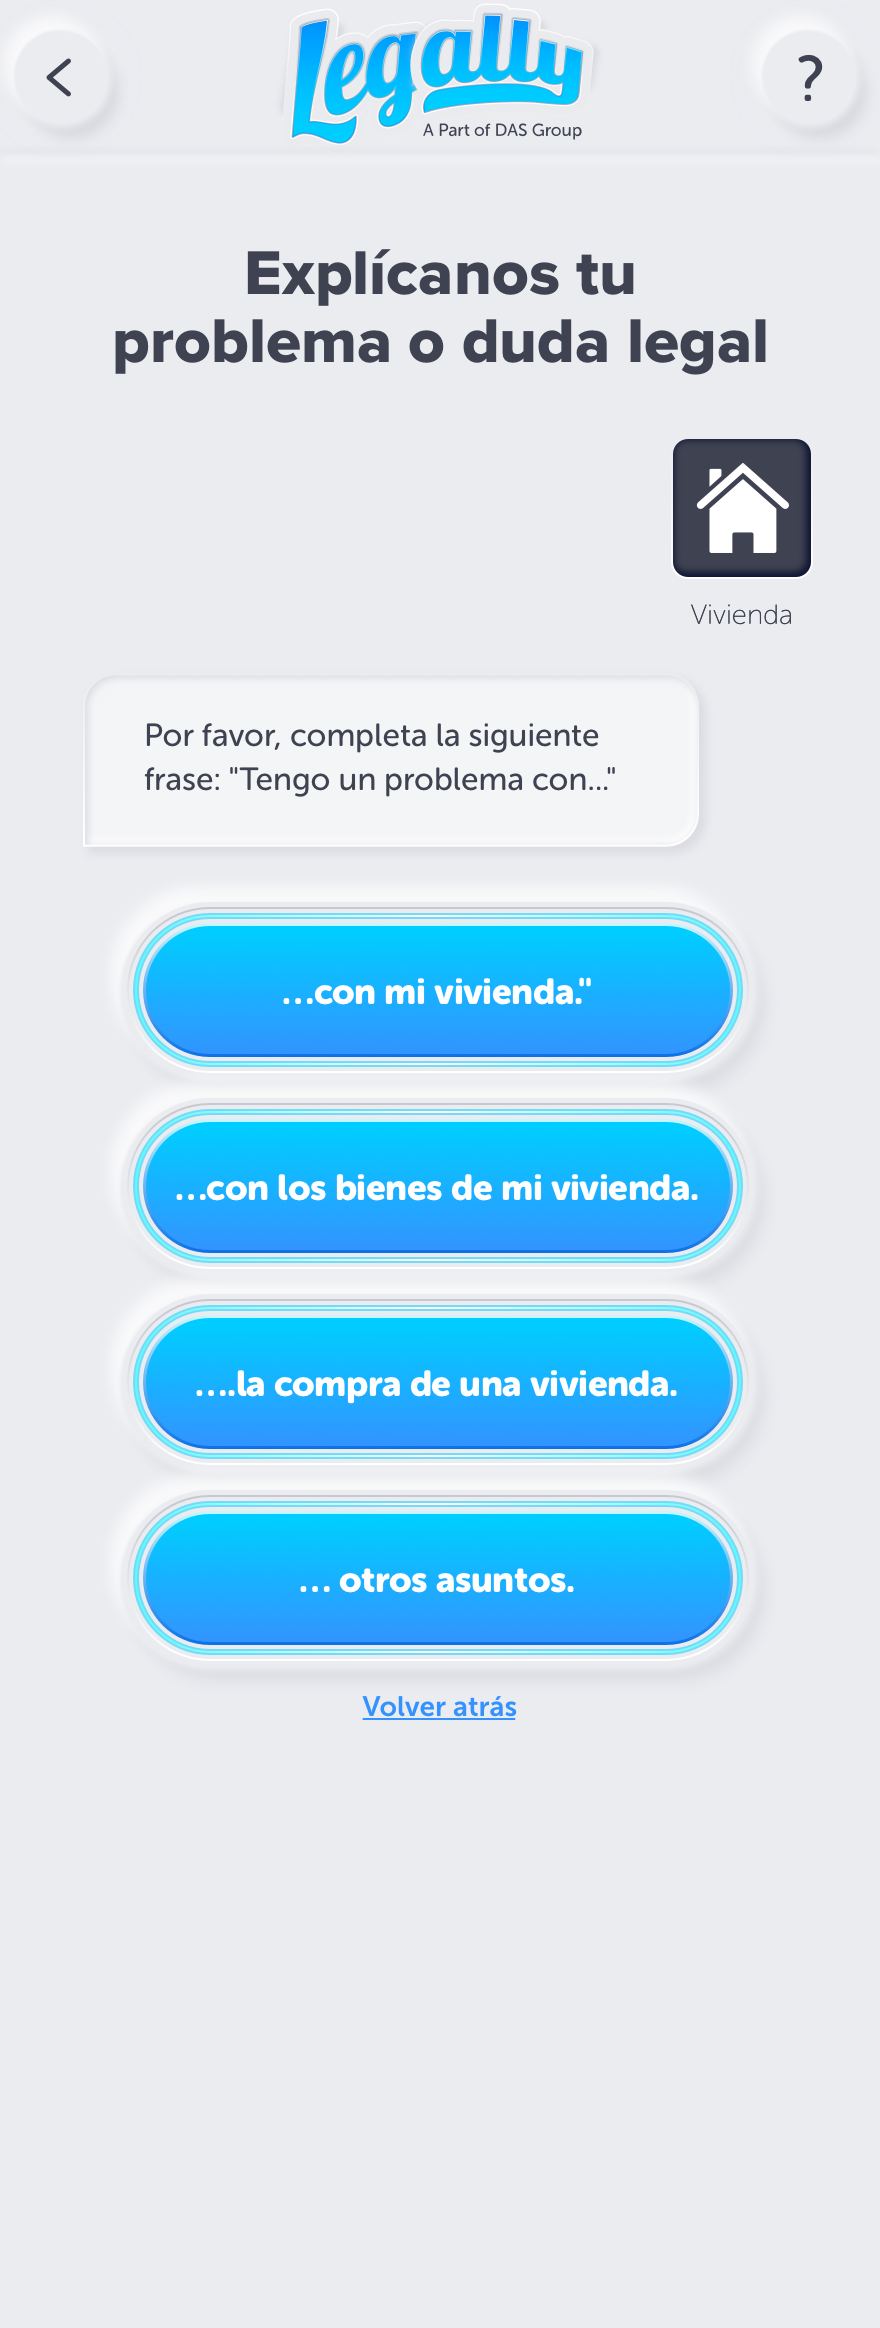 Legally
A Part of DAS Group
?
Explícanos tu
problema o duda legal
Vivienda
Por favor, completa la siguiente
frase: "Tengo un problema con..."
...con mi vivienda."
...con los bienes de mi vivienda.
....la compra de una vivienda.
... otros asuntos.
Volver atrás